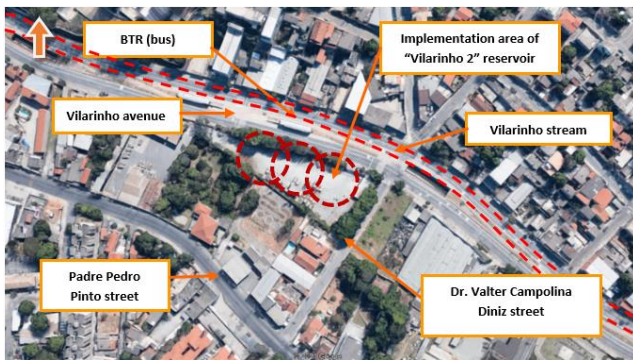 BTR (bus)
Implementation area of
“Vilarinho 2” reservoir
Vilarinho avenue
Vilarinho stream
Padre Pedro
Pinto street
Dr. Valter Campolina
Diniz street